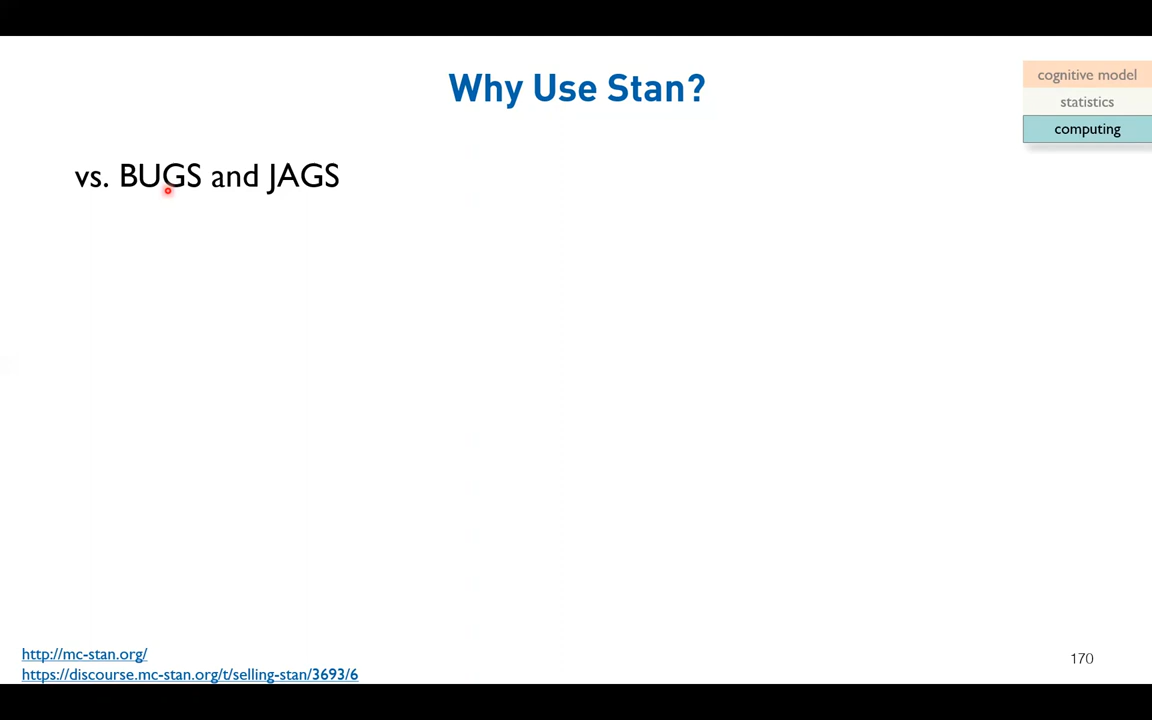 Why Use Stan?
cognitive model
statistics
computing
vs. BUGS and JAGS
http://mc-stan.org/
https://discourse.mc-stan.org/t/selling-stan/3693/6
170